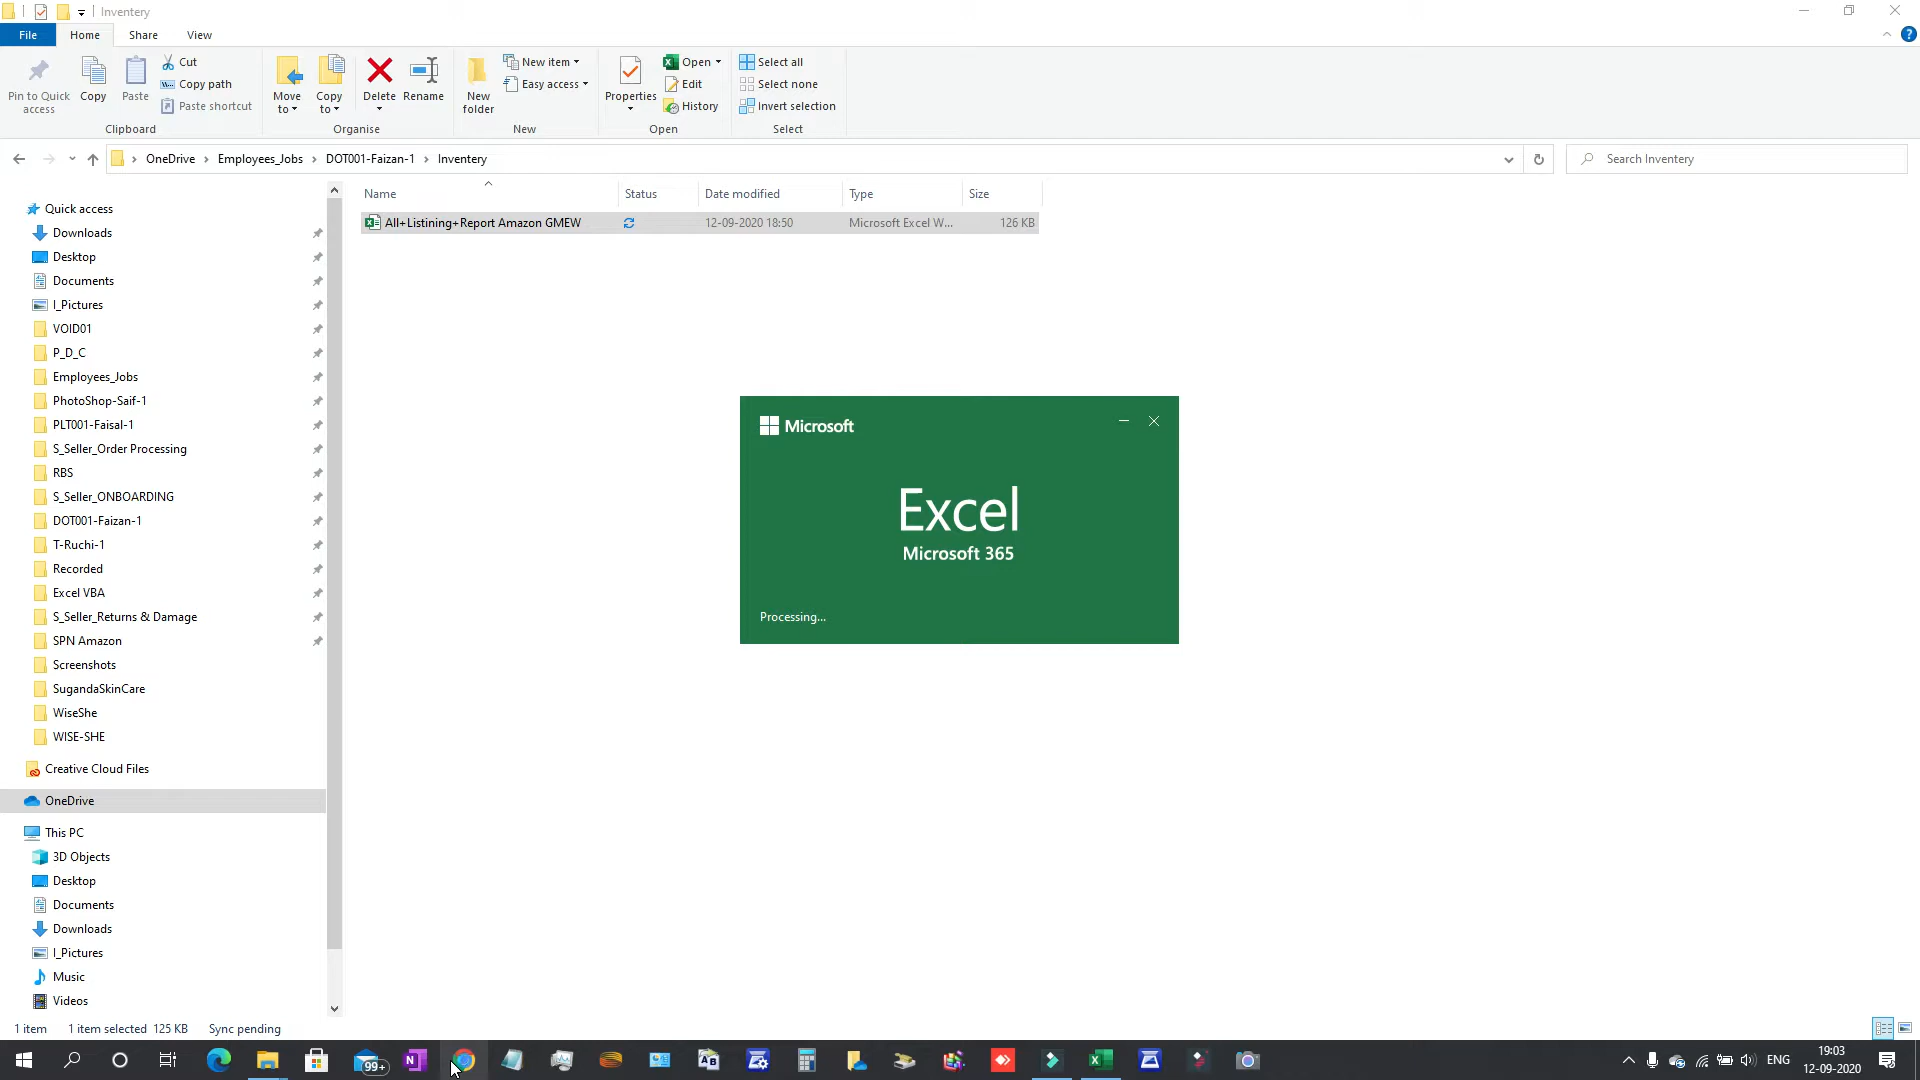 Inventory
File Home Share View
Pin to Quick access
Copy
Paste
Cut
Copy path
Paste shortcut
Clipboard
Move to
Copy to
Delete
Rename
Organise
New folder
New item
Easy access
New
Properties
Open
Edit
History
Open
Select all
Select none
Invert selection
Select
OneDrive Employees_Jobs DOT001-Faizan-1 Inventory
Search Inventory
Name Status Date modified Type Size
All+Listining+Report Amazon GMEW 12-09-2020 18:50 Microsoft Excel W... 126 KB
Quick access
Downloads
Desktop
Documents
I_Pictures
VOID01
P_D_C
Employees_Jobs
PhotoShop-Saif-1
PLT001-Faisal-1
S_Seller_Order Processing
RBS
S_Seller_ONBOARDING
DOT001-Faizan-1
T-Ruchi-1
Recorded
Excel VBA
S_Seller_Returns & Damage
SPN Amazon
Screenshots
SugandaSkinCare
WiseShe
WISE-SHE
Creative Cloud Files
OneDrive
This PC
3D Objects
Desktop
Documents
Downloads
I_Pictures
Music
Videos
Microsoft
Excel
Microsoft 365
Processing...
1 item 1 item selected 125 KB Sync pending
99+
ENG
19:03
12-09-2020